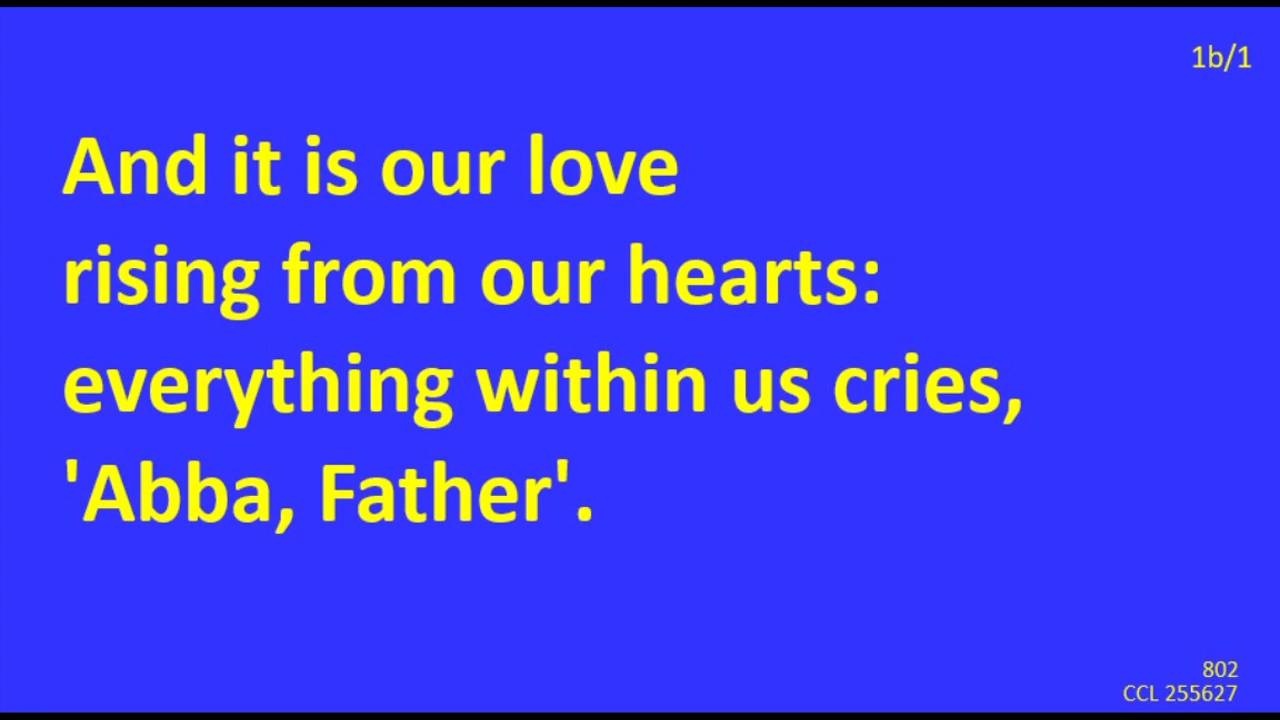 1b/1
And it is our love
rising from our hearts:
everything within us cries,
'Abba, Father'.
802
CCL 255627